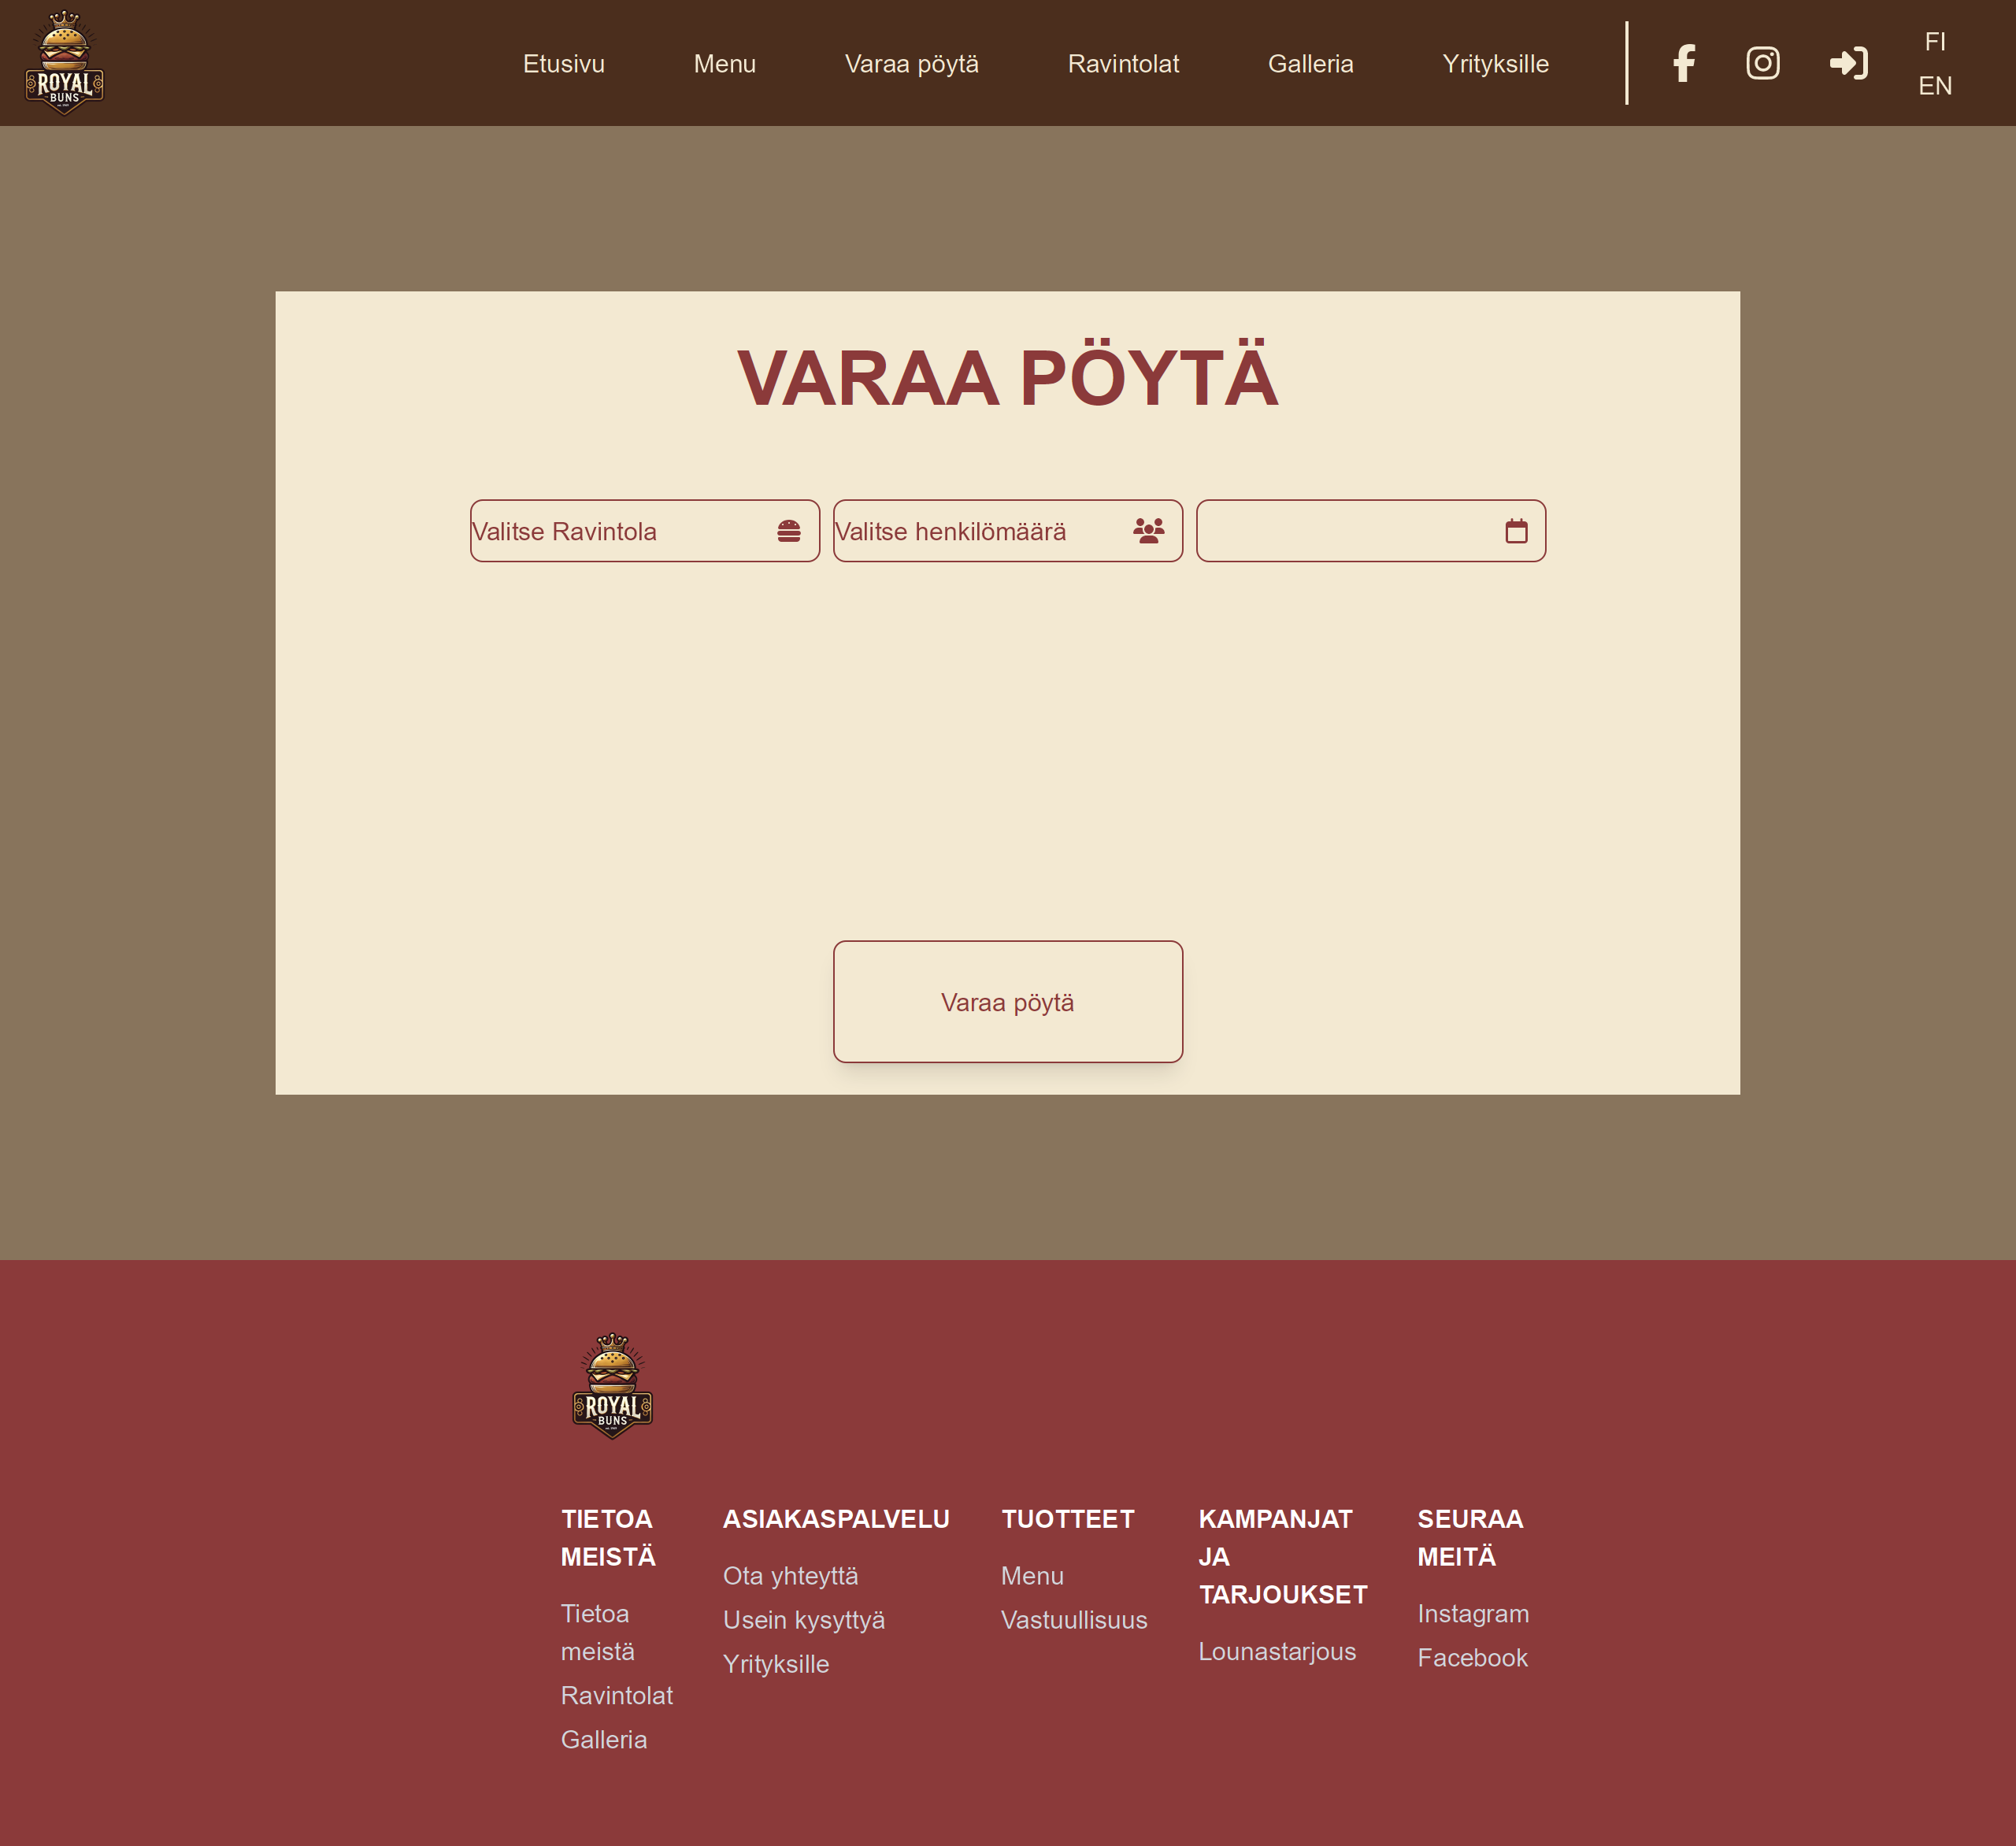 ROYAL
BUNS
Etusivu
Menu
Varaa pöytä
Ravintolat
Galleria
Yrityksille
FI
EN
VARAA PÖYTÄ
Valitse Ravintola
Valitse henkilömäärä
Varaa pöytä
ROYAL
BUNS
TIETOA
MEISTÄ
Tietoa
meistä
Ravintolat
Galleria
ASIAKASPALVELU
Ota yhteyttä
Usein kysyttyä
Yrityksille
TUOTTEET
Menu
Vastuullisuus
KAMPANJAT
JA
TARJOUKSET
Lounastarjous
SEURAA
MEITÄ
Instagram
Facebook